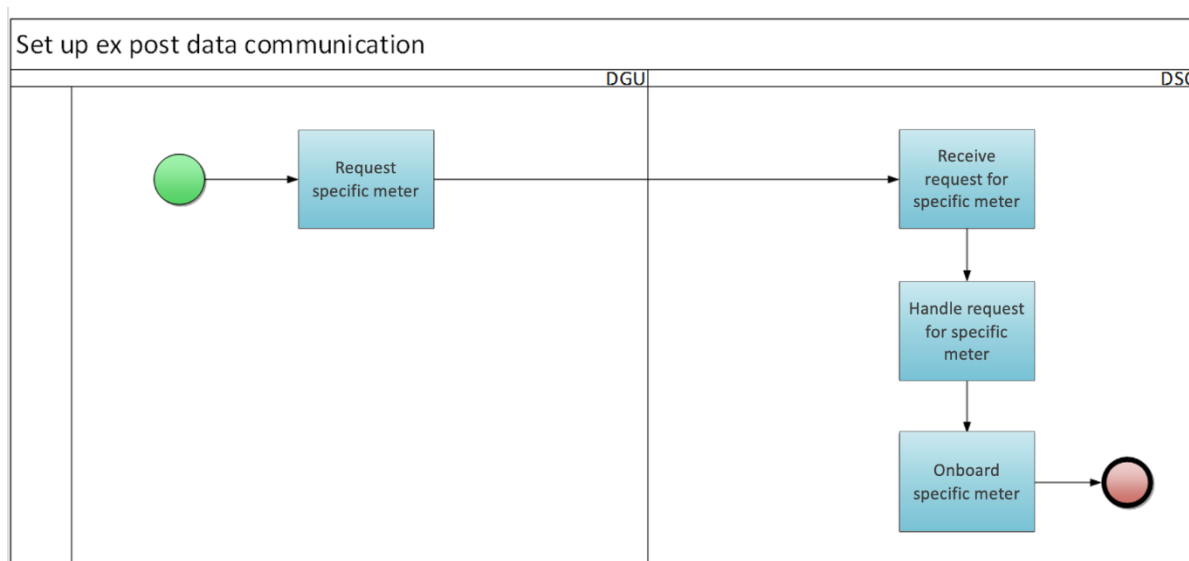 Set up ex post data communication
DGU
Request
specific meter
Receive
request for
specific meter
Handle request
for specific
meter
Onboard
specific meter